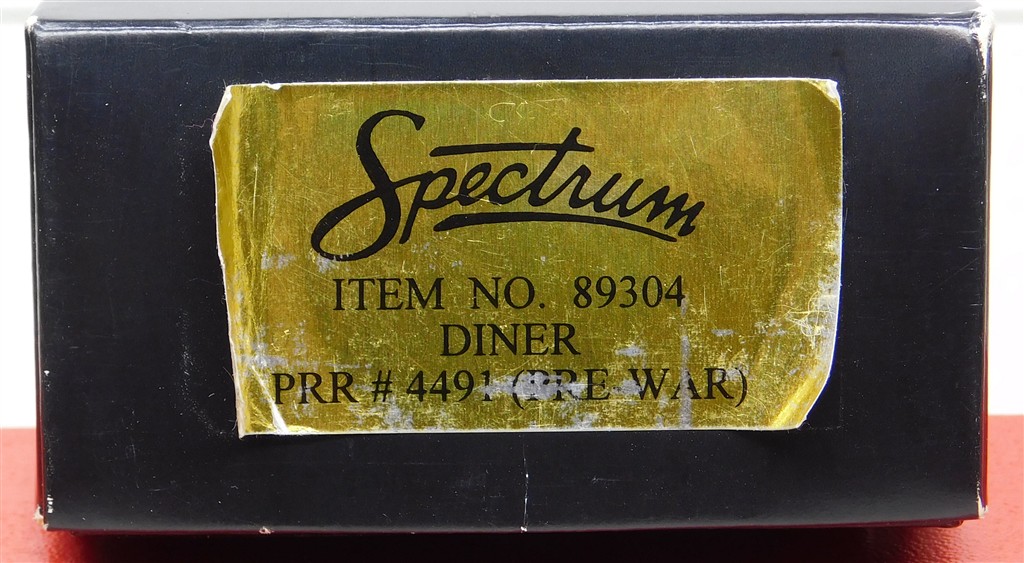 Spectrum
ITEM NO. 89304
DINER
PRR # 4491 (PRE-WAR)